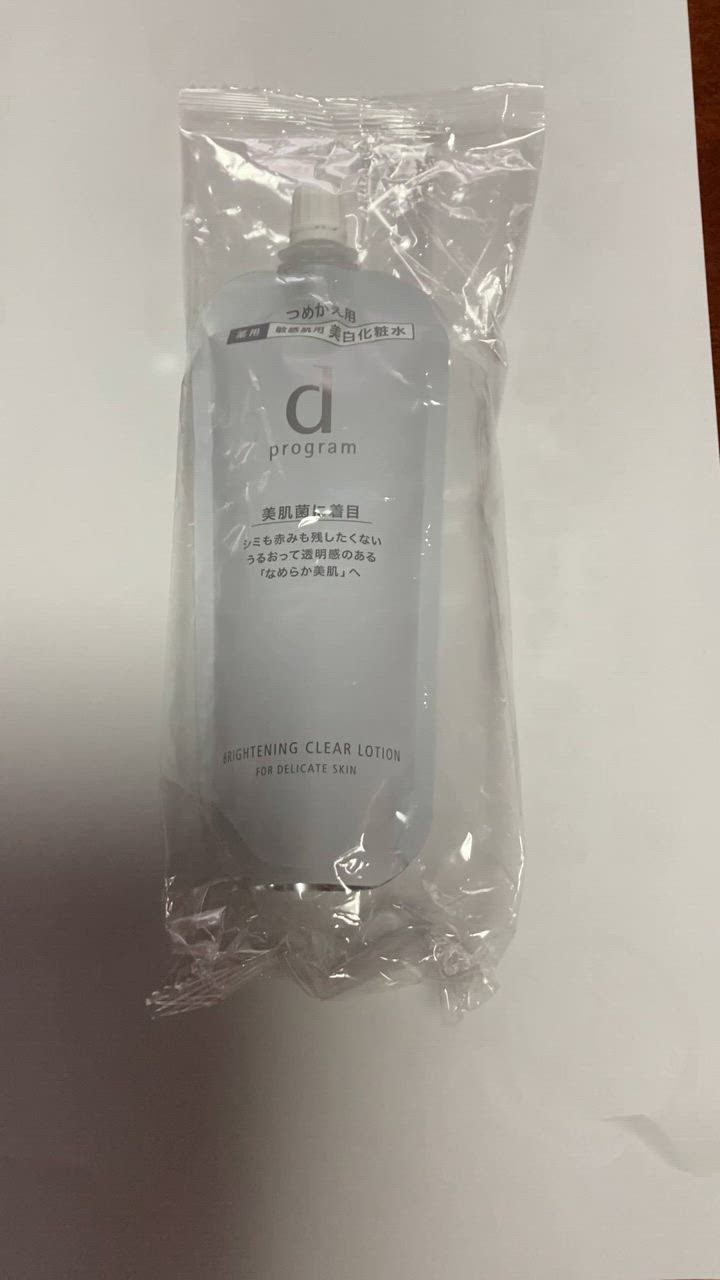 つめかえ用
薬用 敏感肌用 美白化粧水
d
program
美肌菌に着目
シミも赤みも残したくない
うるおって透明感のある
「なめらか美肌」へ
BRIGHTENING CLEAR LOTION
FOR DELICATE SKIN